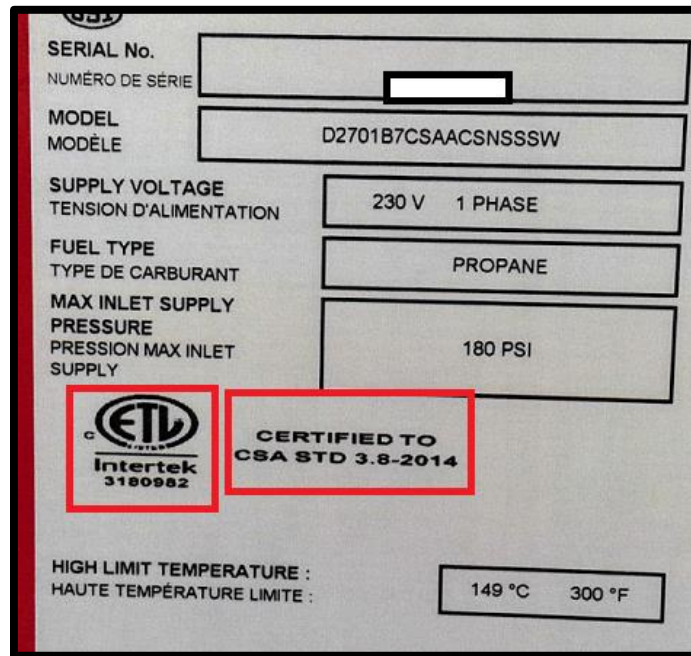 GSI
SERIAL No.
NUMÉRO DE SÉRIE
MODEL
MODÈLE
D2701B7CSAACSNSSSW
SUPPLY VOLTAGE
TENSION D'ALIMENTATION
230 V 1 PHASE
FUEL TYPE
TYPE DE CARBURANT
PROPANE
MAX INLET SUPPLY
PRESSURE
PRESSION MAX INLET
SUPPLY
180 PSI
C ETL
LISTED
Intertek
3180982
CERTIFIED TO
CSA STD 3.8-2014
HIGH LIMIT TEMPERATURE :
HAUTE TEMPÉRATURE LIMITE :
149 °C 300 °F